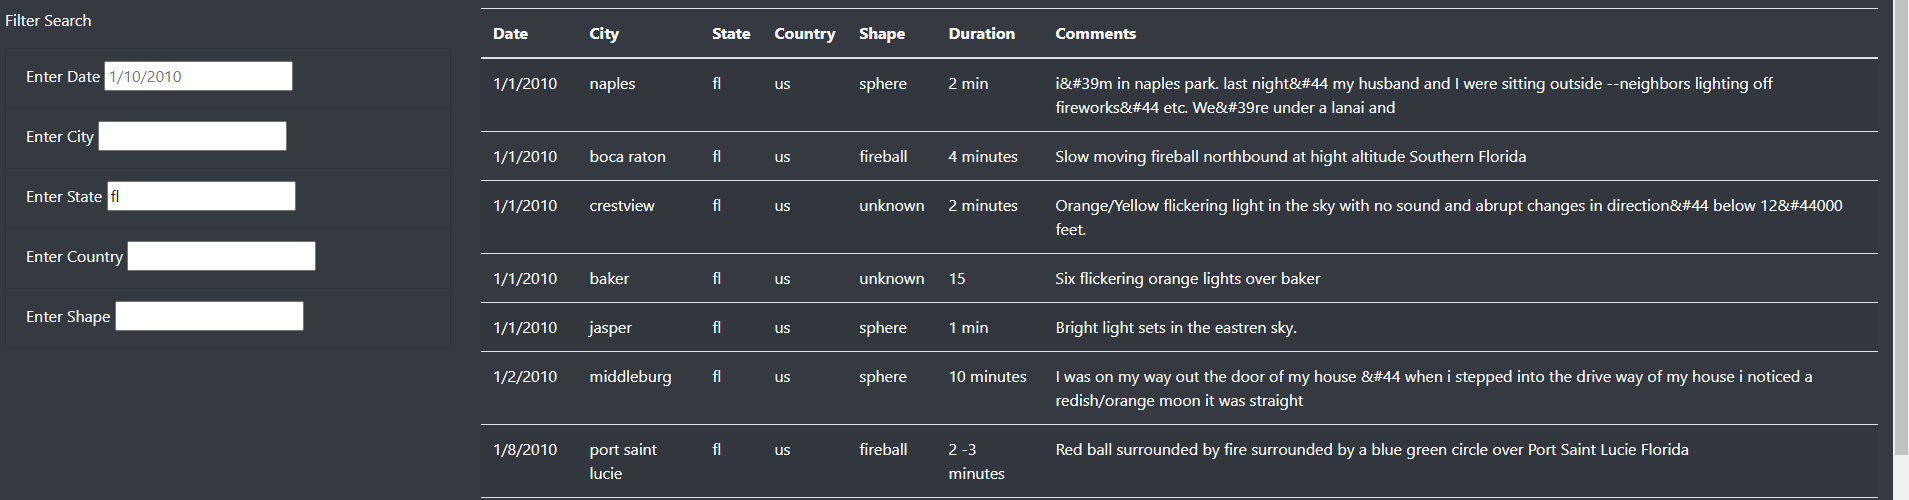 Filter Search
Enter Date 1/10/2010
Enter City
Enter State fl
Enter Country
Enter Shape
Date City State Country Shape Duration Comments
1/1/2010 naples fl us sphere 2 min i&#39m in naples park. last night&#44 my husband and I were sitting outside --neighbors lighting off
fireworks&#44 etc. We&#39re under a lanai and
1/1/2010 boca raton fl us fireball 4 minutes Slow moving fireball northbound at hight altitude Southern Florida
1/1/2010 crestview fl us unknown 2 minutes Orange/Yellow flickering light in the sky with no sound and abrupt changes in direction&#44 below 12&#44000
feet.
1/1/2010 baker fl us unknown 15 Six flickering orange lights over baker
1/1/2010 jasper fl us sphere 1 min Bright light sets in the eastren sky.
1/2/2010 middleburg fl us sphere 10 minutes I was on my way out the door of my house &#44 when i stepped into the drive way of my house i noticed a
redish/orange moon it was straight
1/8/2010 port saint fl us fireball 2 -3 Red ball surrounded by fire surrounded by a blue green circle over Port Saint Lucie Florida
lucie minutes